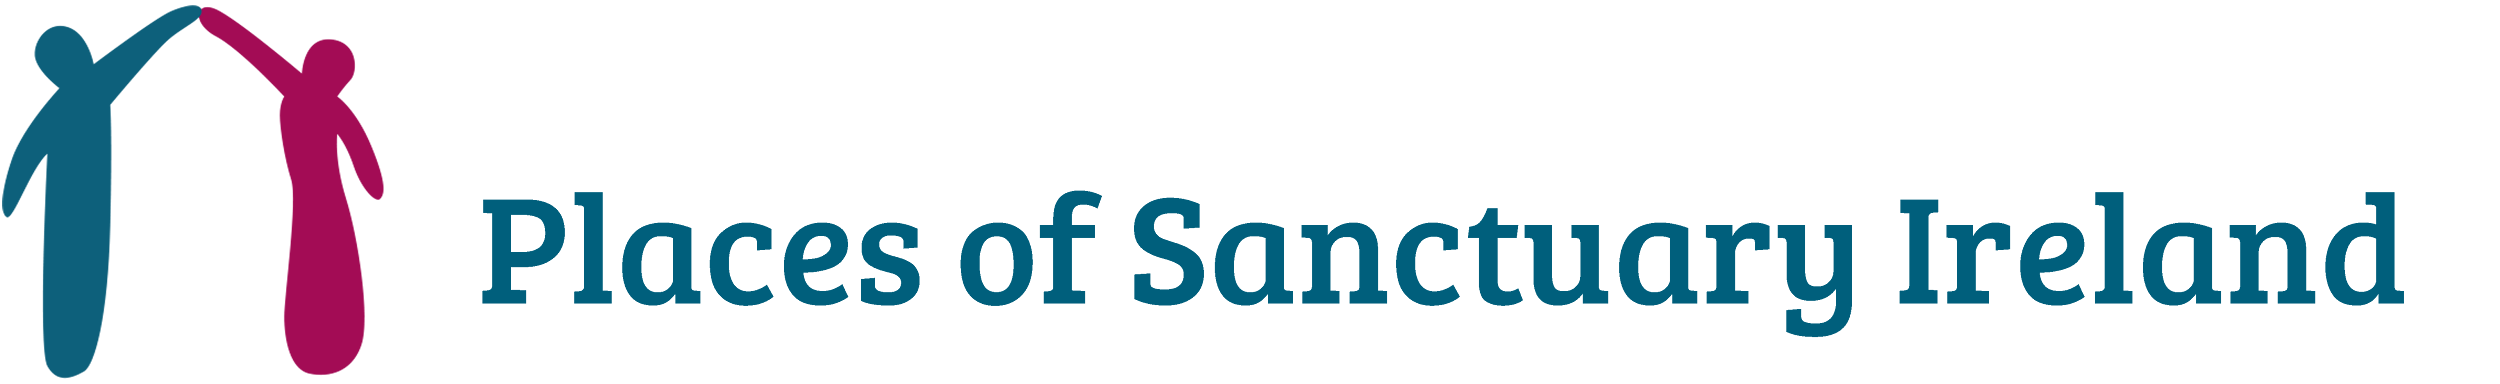 Places of Sanctuary Ireland